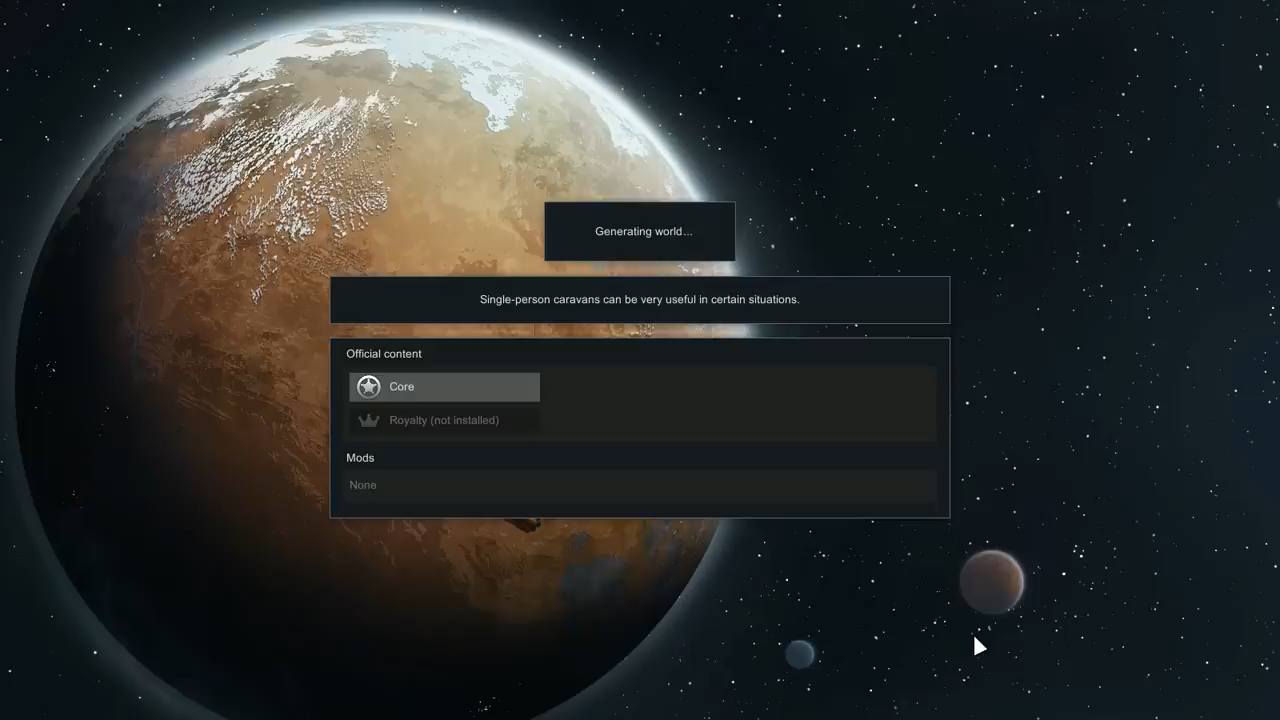 Generating world...
Single-person caravans can be very useful in certain situations.
Official content
Core
Royalty (not installed)
Mods
None